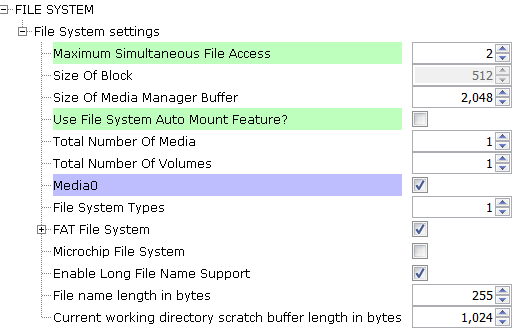 FILE SYSTEM
File System settings
Maximum Simultaneous File Access 2
Size Of Block 512
Size Of Media Manager Buffer 2,048
Use File System Auto Mount Feature?
Total Number Of Media 1
Total Number Of Volumes 1
Media0
File System Types 1
FAT File System
Microchip File System
Enable Long File Name Support
File name length in bytes 255
Current working directory scratch buffer length in bytes 1,024